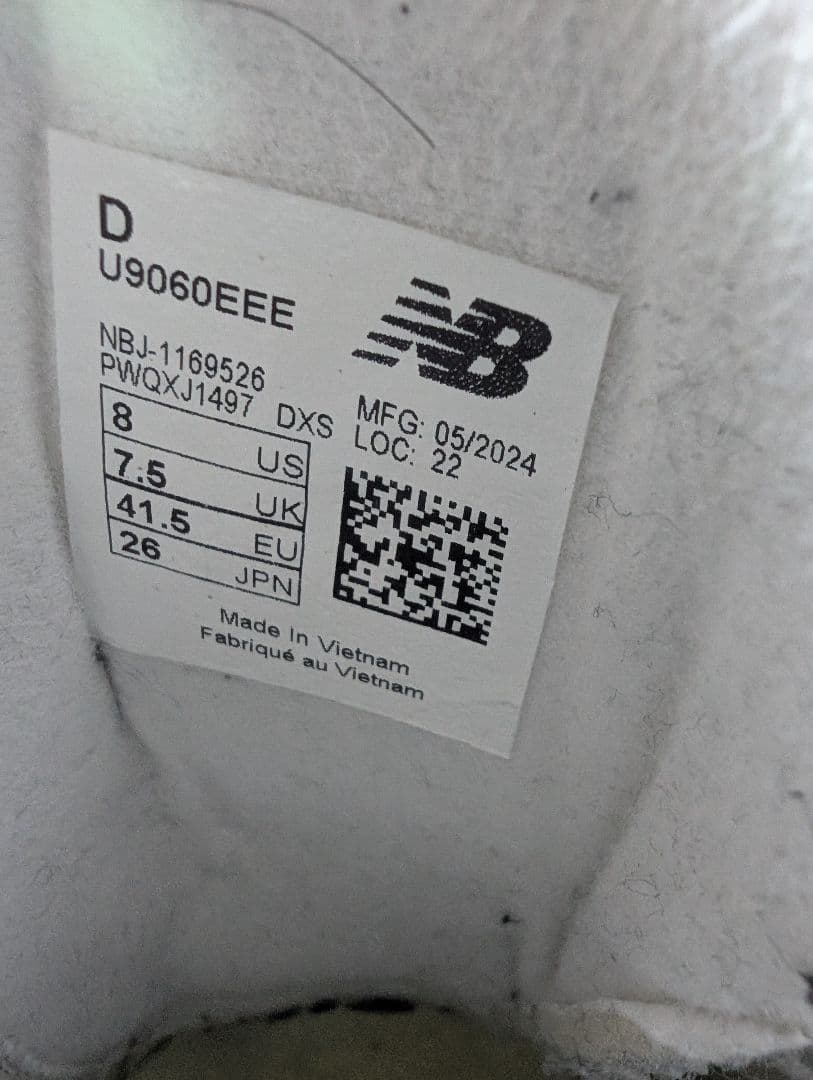 D
U9060EEE
NB
NBJ-1169526
PWQXJ1497 DXS
MFG: 05/2024
LOC: 22
8 US
7.5 UK
41.5 EU
26 JPN
Made In Vietnam
Fabriqué au Vietnam